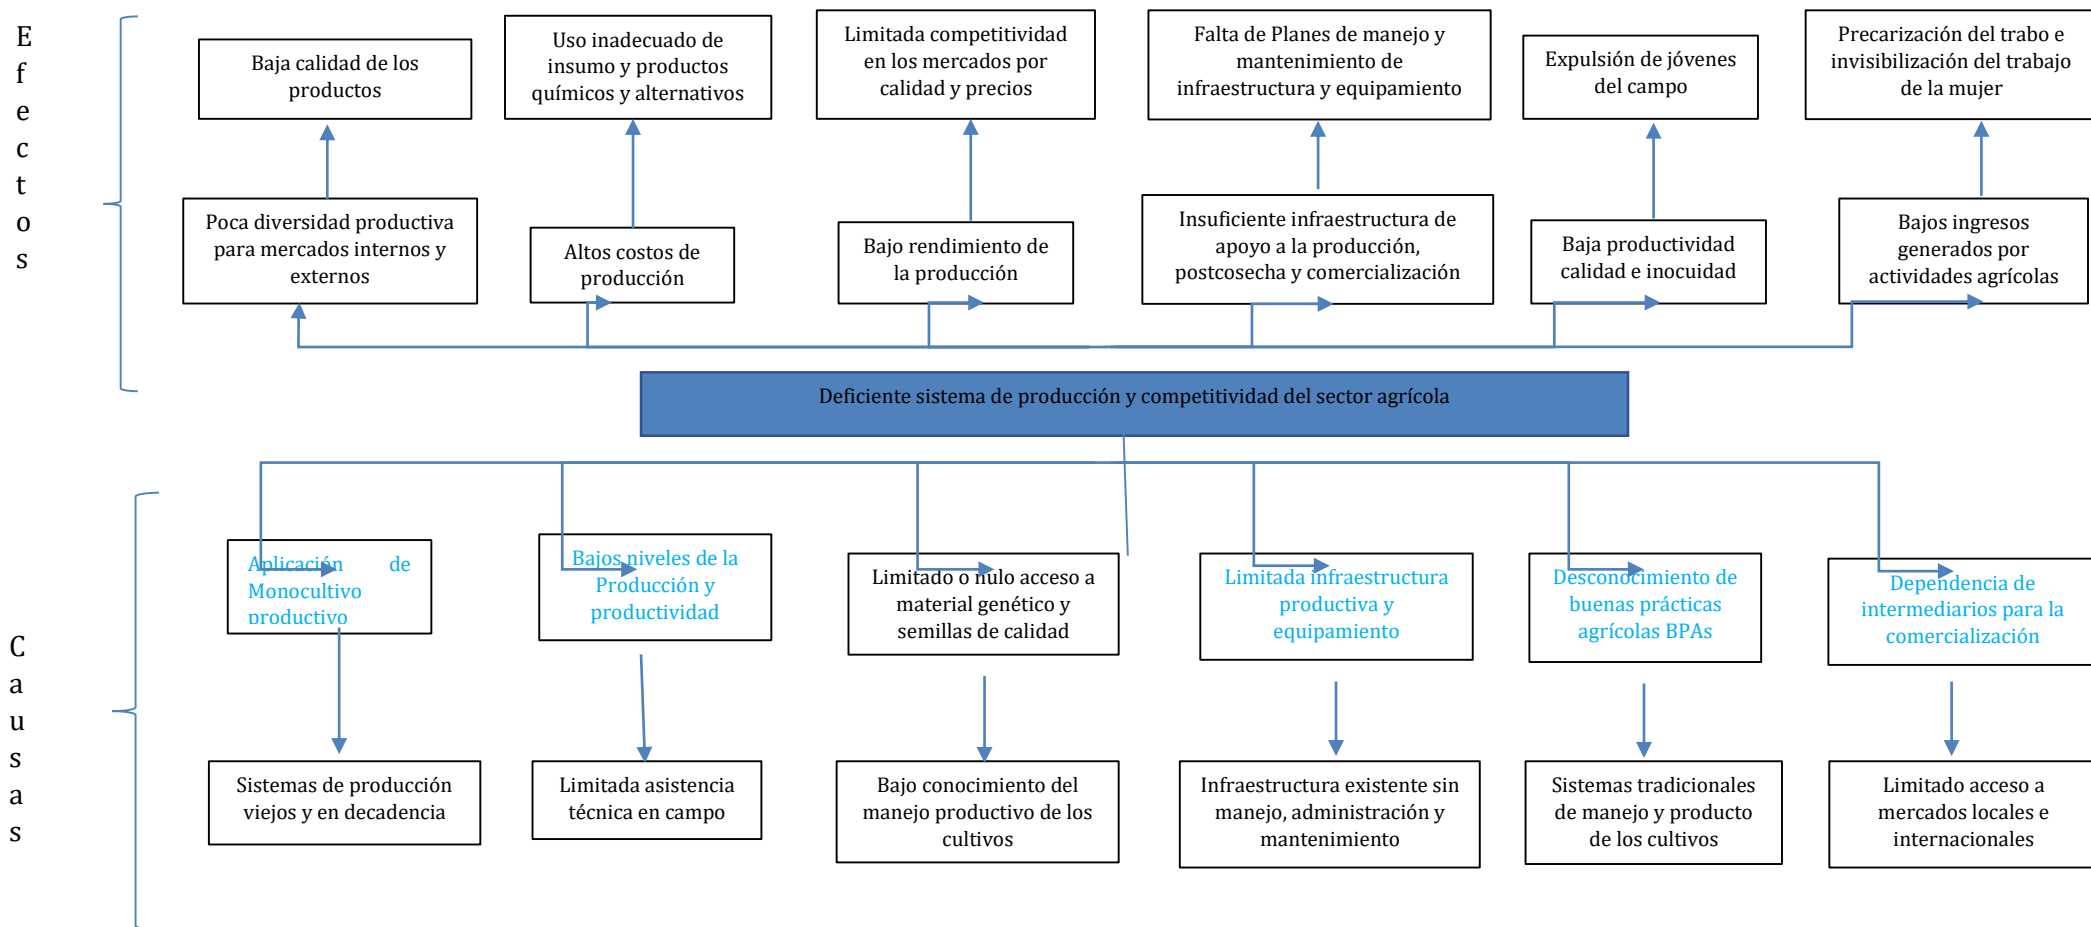 E
f
e
c
t
o
s
Baja calidad de los
productos
Uso inadecuado de
insumo y productos
químicos y alternativos
Limitada competitividad
en los mercados por
calidad y precios
Falta de Planes de manejo y
mantenimiento de
infraestructura y equipamiento
Expulsión de jóvenes
del campo
Precarización del trabo e
invisibilización del trabajo
de la mujer
Poca diversidad productiva
para mercados internos y
externos
Altos costos de
producción
Bajo rendimiento de
la producción
Insuficiente infraestructura de
apoyo a la producción,
postcosecha y comercialización
Baja productividad
calidad e inocuidad
Bajos ingresos
generados por
actividades agrícolas
Deficiente sistema de producción y competitividad del sector agrícola
C
a
u
s
a
s
Aplicación de
Monocultivo
productivo
Bajos niveles de la
Producción y
productividad
Limitado o nulo acceso a
material genético y
semillas de calidad
Limitada infraestructura
productiva y
equipamiento
Desconocimiento de
buenas prácticas
agrícolas BPAs
Dependencia de
intermediarios para la
comercialización
Sistemas de producción
viejos y en decadencia
Limitada asistencia
técnica en campo
Bajo conocimiento del
manejo productivo de los
cultivos
Infraestructura existente sin
manejo, administración y
mantenimiento
Sistemas tradicionales
de manejo y producto
de los cultivos
Limitado acceso a
mercados locales e
internacionales